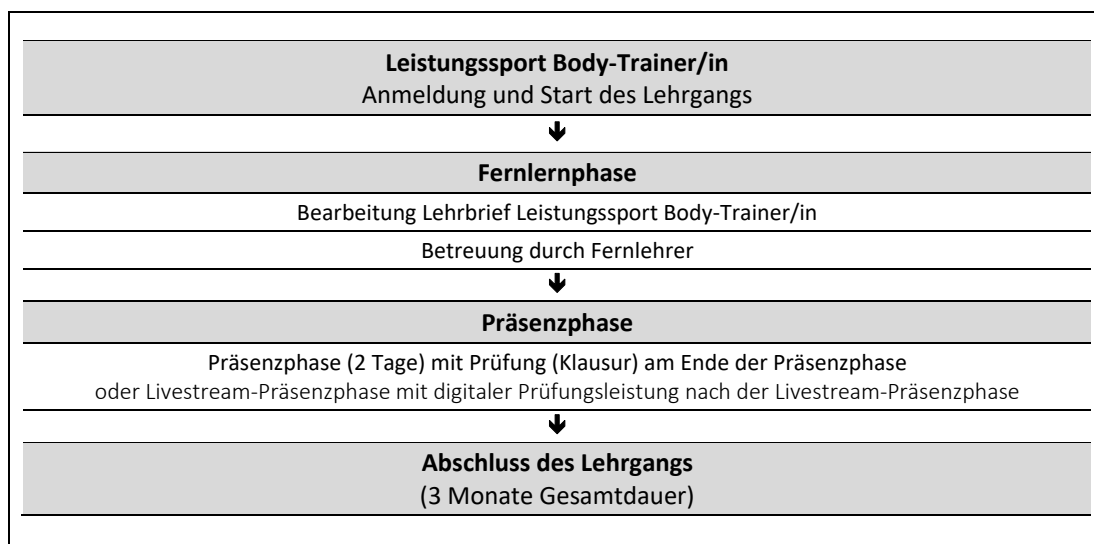 Leistungssport Body-Trainer/in
Anmeldung und Start des Lehrgangs
Fernlernphase
Bearbeitung Lehrbrief Leistungssport Body-Trainer/in
Betreuung durch Fernlehrer
Präsenzphase
Präsenzphase (2 Tage) mit Prüfung (Klausur) am Ende der Präsenzphase
oder Livestream-Präsenzphase mit digitaler Prüfungsleistung nach der Livestream-Präsenzphase
Abschluss des Lehrgangs
(3 Monate Gesamtdauer)